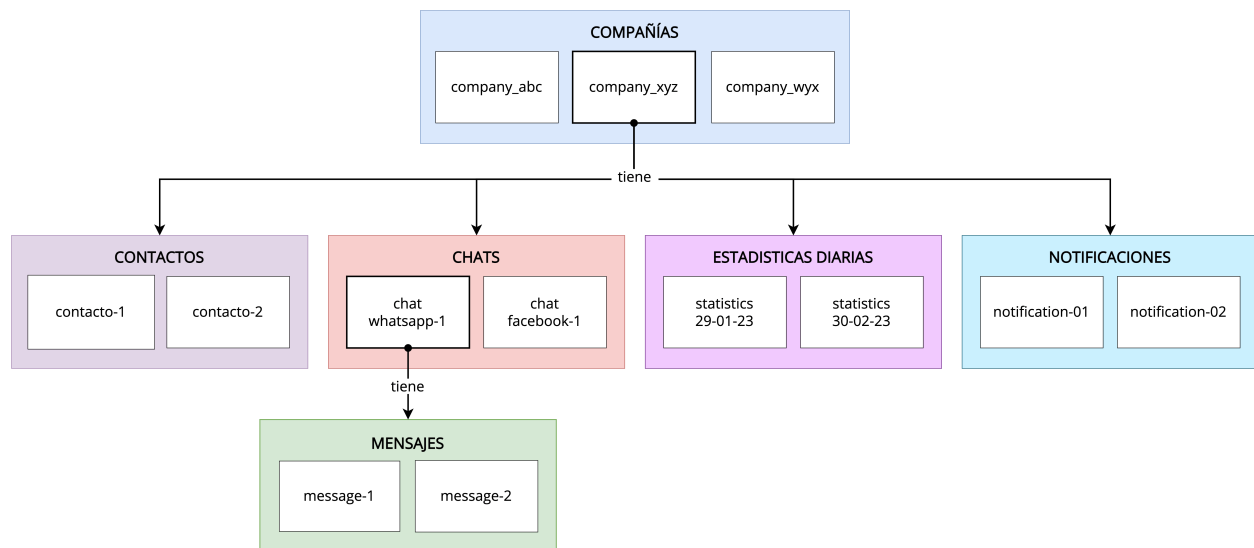 COMPAÑÍAS
company_abc
company_xyz
company_wyx
tiene
CONTACTOS
contacto-1
contacto-2
CHATS
chat
whatsapp-1
chat
facebook-1
ESTADISTICAS DIARIAS
statistics
29-01-23
statistics
30-02-23
NOTIFICACIONES
notification-01
notification-02
tiene
MENSAJES
message-1
message-2